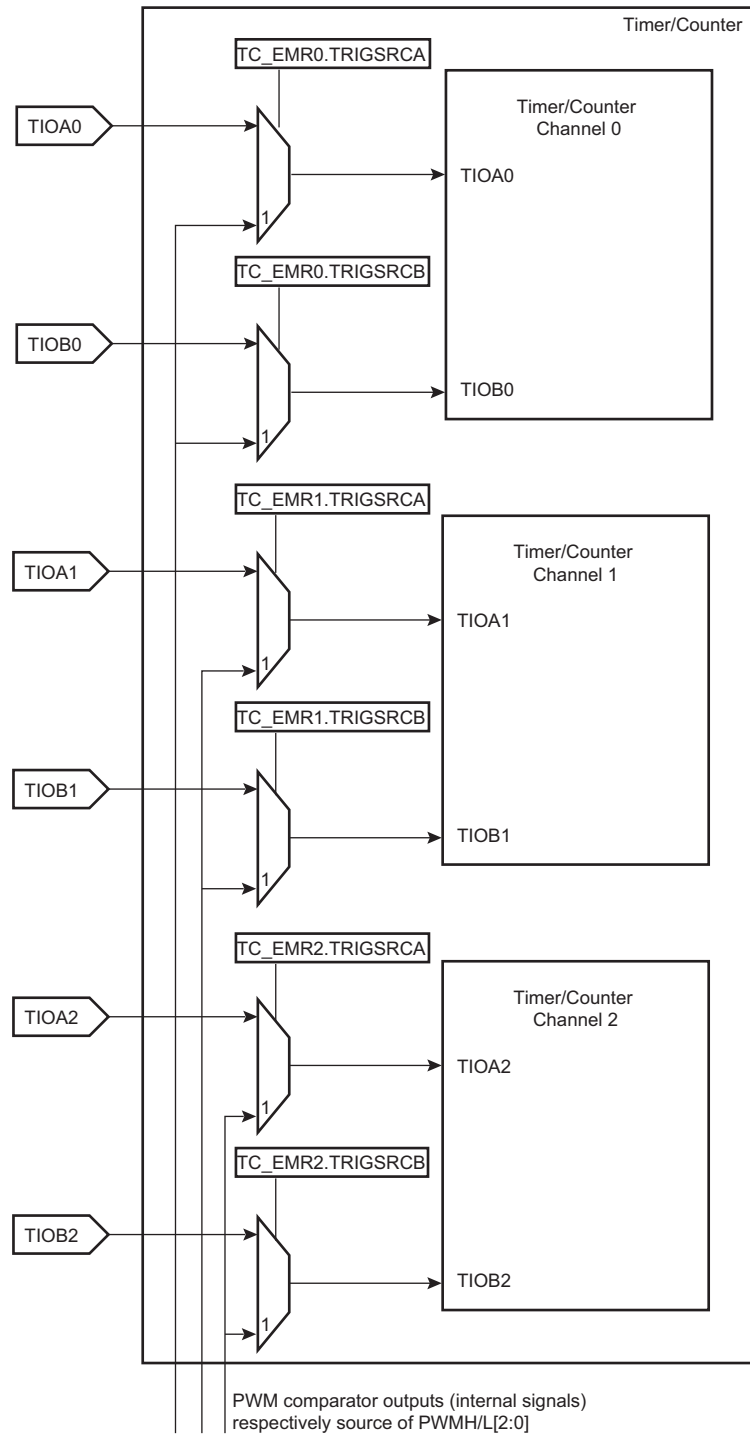 Timer/Counter
TC_EMR0.TRIGSRCA
TIOA0
Timer/Counter
Channel 0
TIOA0
1
TC_EMR0.TRIGSRCB
TIOB0
TIOB0
1
TC_EMR1.TRIGSRCA
TIOA1
Timer/Counter
Channel 1
TIOA1
1
TC_EMR1.TRIGSRCB
TIOB1
TIOB1
1
TC_EMR2.TRIGSRCA
TIOA2
Timer/Counter
Channel 2
TIOA2
1
TC_EMR2.TRIGSRCB
TIOB2
TIOB2
1
PWM comparator outputs (internal signals)
respectively source of PWMH/L[2:0]